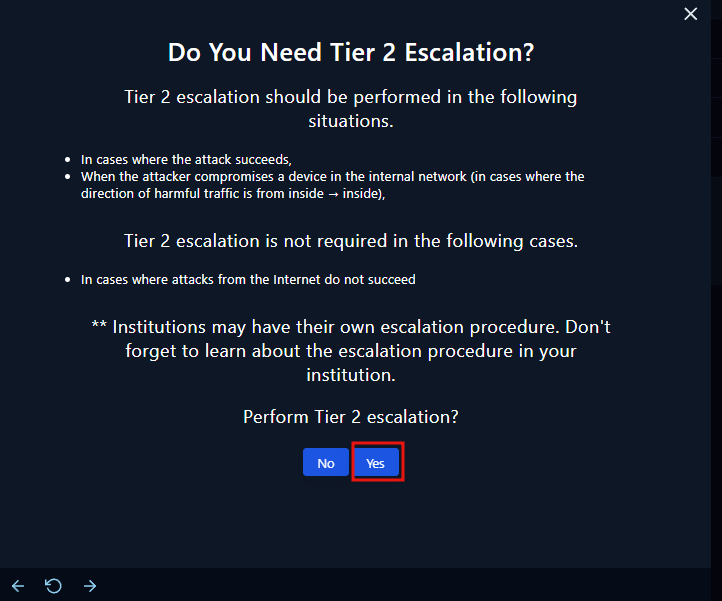 Do You Need Tier 2 Escalation?
Tier 2 escalation should be performed in the following
situations.
• In cases where the attack succeeds,
• When the attacker compromises a device in the internal network (in cases where the
direction of harmful traffic is from inside → inside),
Tier 2 escalation is not required in the following cases.
• In cases where attacks from the Internet do not succeed
** Institutions may have their own escalation procedure. Don't
forget to learn about the escalation procedure in your
institution.
Perform Tier 2 escalation?
No Yes